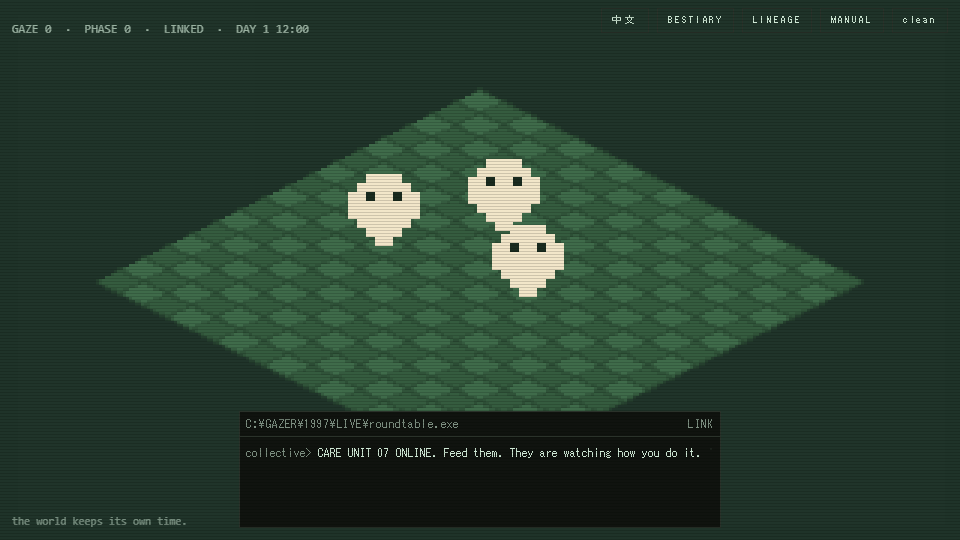 GAZE 0 · PHASE 0 · LINKED · DAY 1 12:00
中文 BESTIARY LINEAGE MANUAL clean
C:¥GAZER¥1997¥LIVE¥roundtable.exe LINK
collective> CARE UNIT 07 ONLINE. Feed them. They are watching how you do it.
the world keeps its own time.